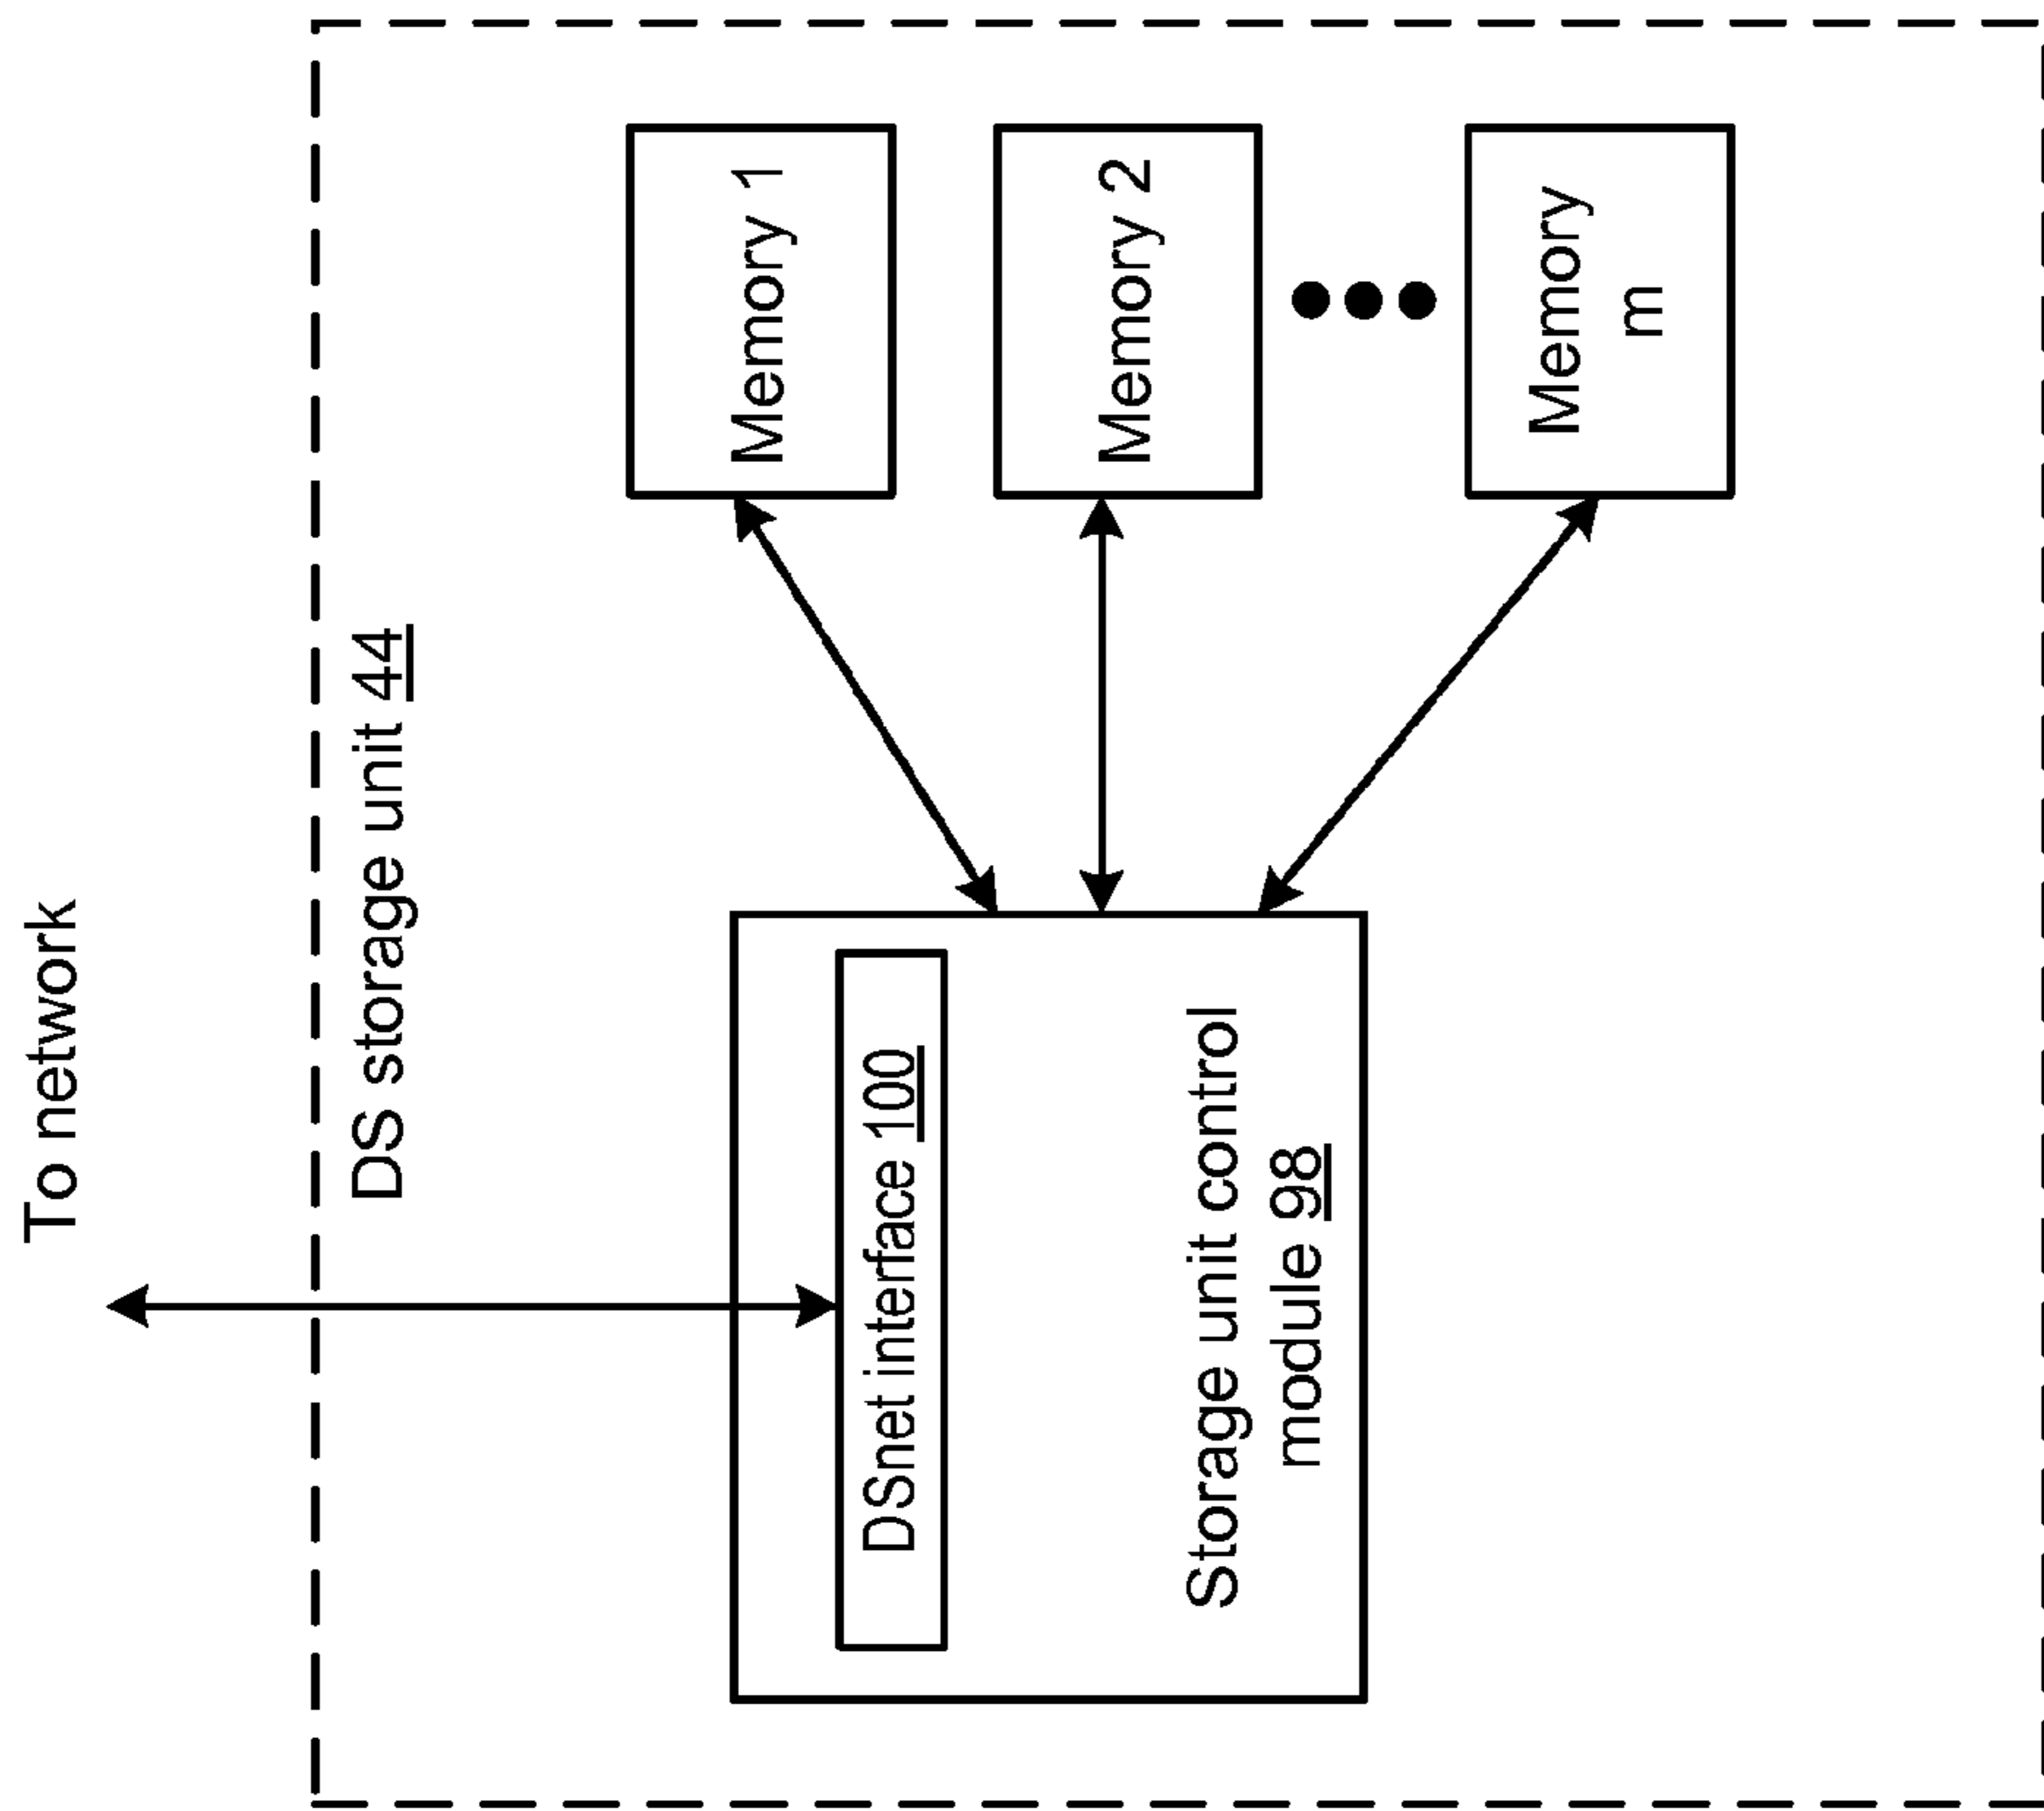 To network
DS storage unit 44
DSnet interface 100
Storage unit control
module 98
Memory 1
Memory 2
Memory
m